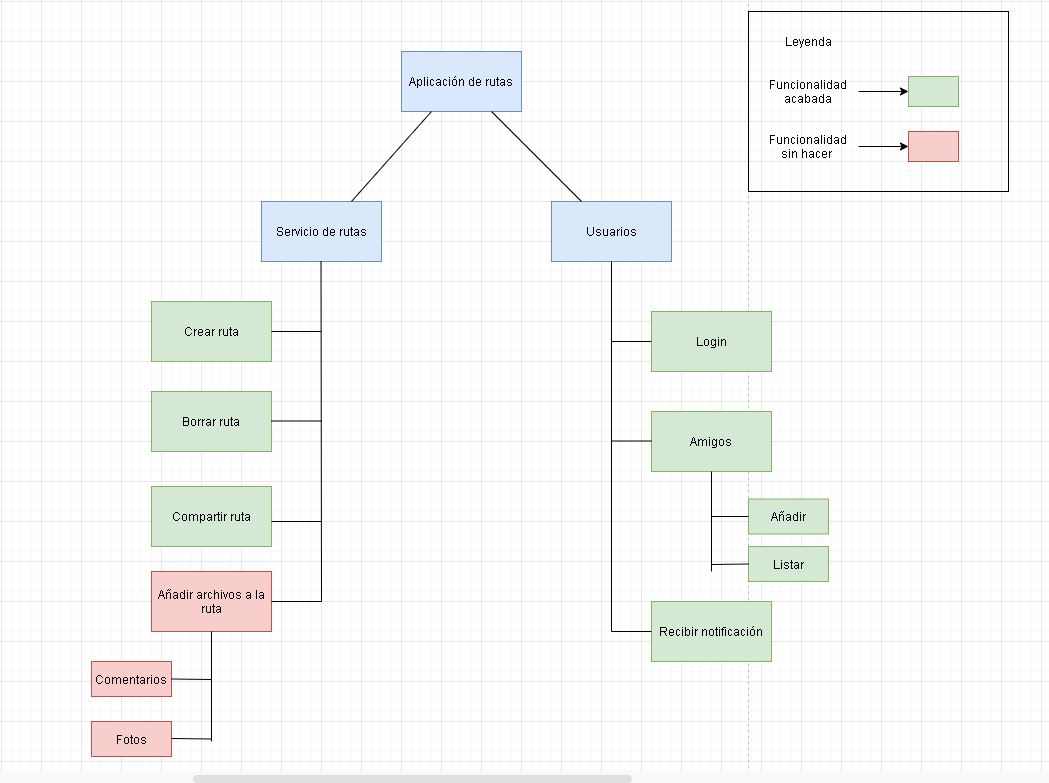 Leyenda
Funcionalidad
acabada
Funcionalidad
sin hacer
Aplicación de rutas
Servicio de rutas
Usuarios
Crear ruta
Borrar ruta
Compartir ruta
Añadir archivos a la
ruta
Comentarios
Fotos
Login
Amigos
Añadir
Listar
Recibir notificación